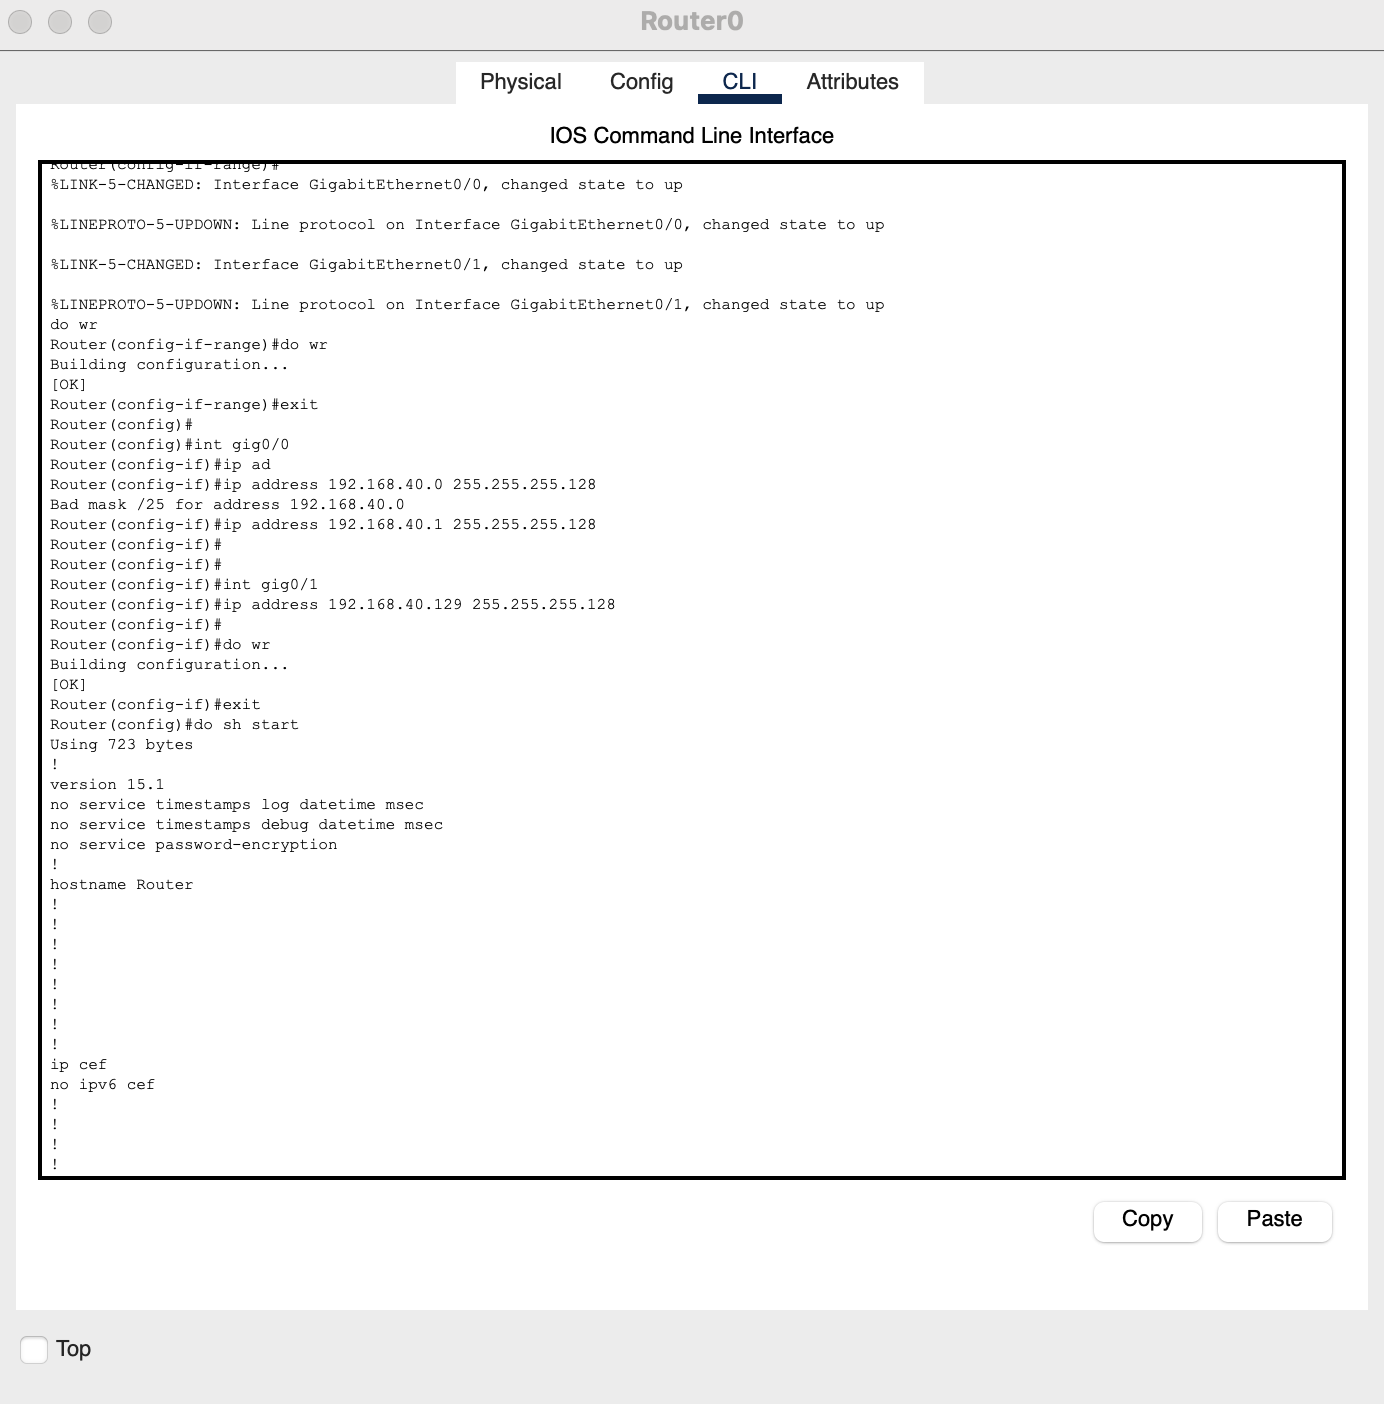 Router0
Physical Config CLI Attributes
IOS Command Line Interface
Router(config-if-range)#
%LINK-5-CHANGED: Interface GigabitEthernet0/0, changed state to up
%LINEPROTO-5-UPDOWN: Line protocol on Interface GigabitEthernet0/0, changed state to up
%LINK-5-CHANGED: Interface GigabitEthernet0/1, changed state to up
%LINEPROTO-5-UPDOWN: Line protocol on Interface GigabitEthernet0/1, changed state to up
do wr
Router(config-if-range)#do wr
Building configuration...
[OK]
Router(config-if-range)#exit
Router(config)#
Router(config)#int gig0/0
Router(config-if)#ip ad
Router(config-if)#ip address 192.168.40.0 255.255.255.128
Bad mask /25 for address 192.168.40.0
Router(config-if)#ip address 192.168.40.1 255.255.255.128
Router(config-if)#
Router(config-if)#
Router(config-if)#int gig0/1
Router(config-if)#ip address 192.168.40.129 255.255.255.128
Router(config-if)#
Router(config-if)#do wr
Building configuration...
[OK]
Router(config-if)#exit
Router(config)#do sh start
Using 723 bytes
!
version 15.1
no service timestamps log datetime msec
no service timestamps debug datetime msec
no service password-encryption
!
hostname Router
!
!
!
!
!
!
!
!
ip cef
no ipv6 cef
!
!
!
!
Copy Paste
Top